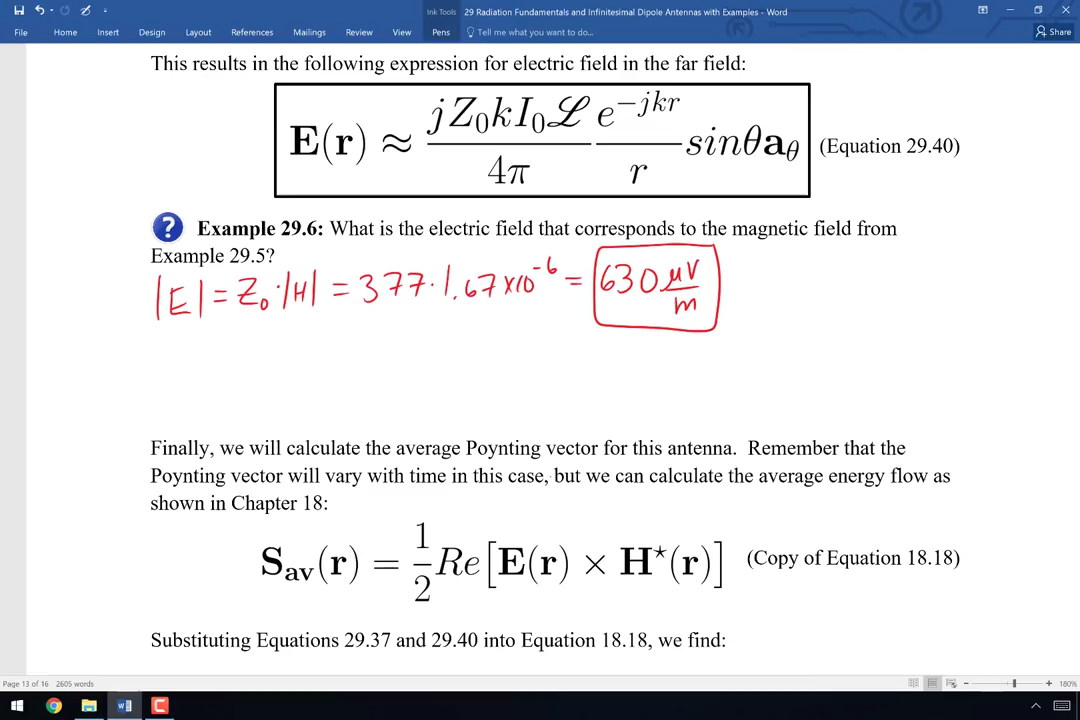 Ink Tools
29 Radiation Fundamentals and Infinitesimal Dipole Antennas with Examples - Word
File Home Insert Design Layout References Mailings Review View Pens Tell me what you want to do... Share
This results in the following expression for electric field in the far field:
E(r) ≈ jZ₀kI₀ℒ/4π e^{-jkr}/r sinθa_θ (Equation 29.40)
? Example 29.6: What is the electric field that corresponds to the magnetic field from
Example 29.5?
|E| = Z₀·|H| = 377·1.67×10⁻⁶ = 630 μV/m
Finally, we will calculate the average Poynting vector for this antenna. Remember that the
Poynting vector will vary with time in this case, but we can calculate the average energy flow as
shown in Chapter 18:
S_av(r) = 1/2 Re[E(r) × H*(r)] (Copy of Equation 18.18)
Substituting Equations 29.37 and 29.40 into Equation 18.18, we find:
Page 13 of 16 2605 words 180%